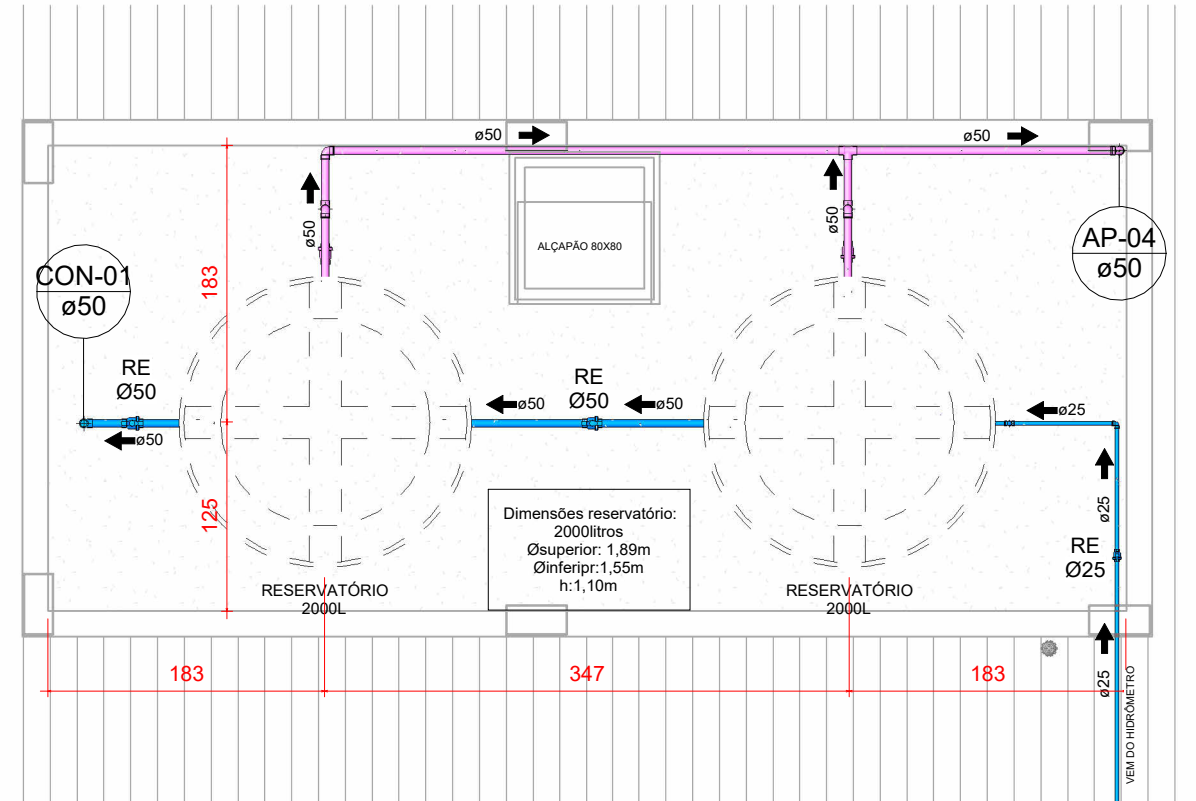 ø50
ø50
ø50
ø50
ALÇAPÃO 80X80
CON-01
ø50
AP-04
ø50
183
RE
Ø50
RE
Ø50
ø50
ø50
ø50
ø25
125
ø25
Dimensões reservatório:
2000litros
Øsuperior: 1,89m
Øinferipr:1,55m
h:1,10m
RE
Ø25
RESERVATÓRIO
2000L
RESERVATÓRIO
2000L
183
347
183
ø25
VEM DO HIDRÔMETRO